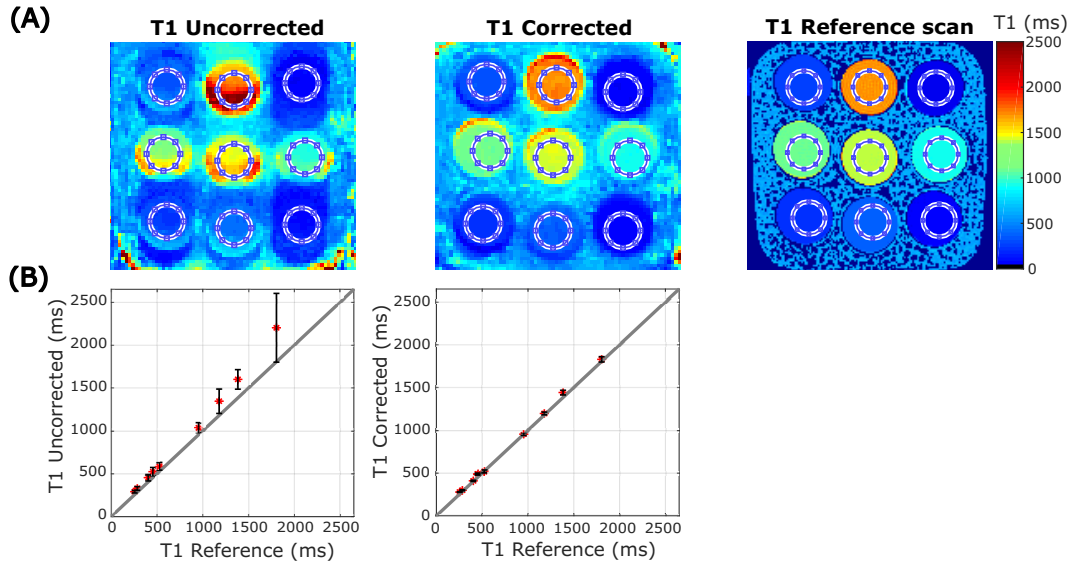 (A)
T1 Uncorrected
T1 Corrected
T1 Reference scan
T1 (ms)
2500
2000
1500
1000
500
0
(B)
T1 Uncorrected (ms)
2500
2000
1500
1000
500
0
0 500 1000 1500 2000 2500
T1 Reference (ms)
T1 Corrected (ms)
2500
2000
1500
1000
500
0
0 500 1000 1500 2000 2500
T1 Reference (ms)